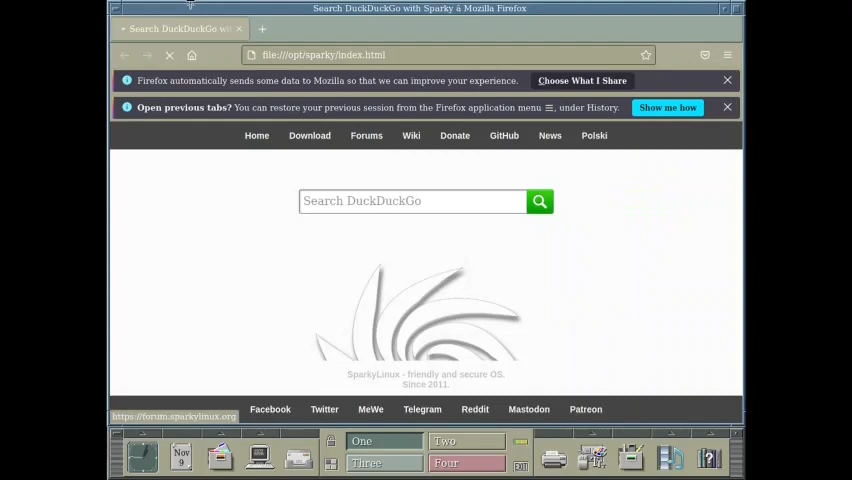 Search DuckDuckGo with Sparky â Mozilla Firefox
Search DuckDuckGo wit
file:///opt/sparky/index.html
Firefox automatically sends some data to Mozilla so that we can improve your experience. Choose What I Share
Open previous tabs? You can restore your previous session from the Firefox application menu ☰, under History. Show me how
Home Download Forums Wiki Donate GitHub News Polski
Search DuckDuckGo
SparkyLinux - friendly and secure OS.
Since 2011.
Facebook Twitter MeWe Telegram Reddit Mastodon Patreon
https://forum.sparkylinux.org
Nov
9
One Two
Three Four